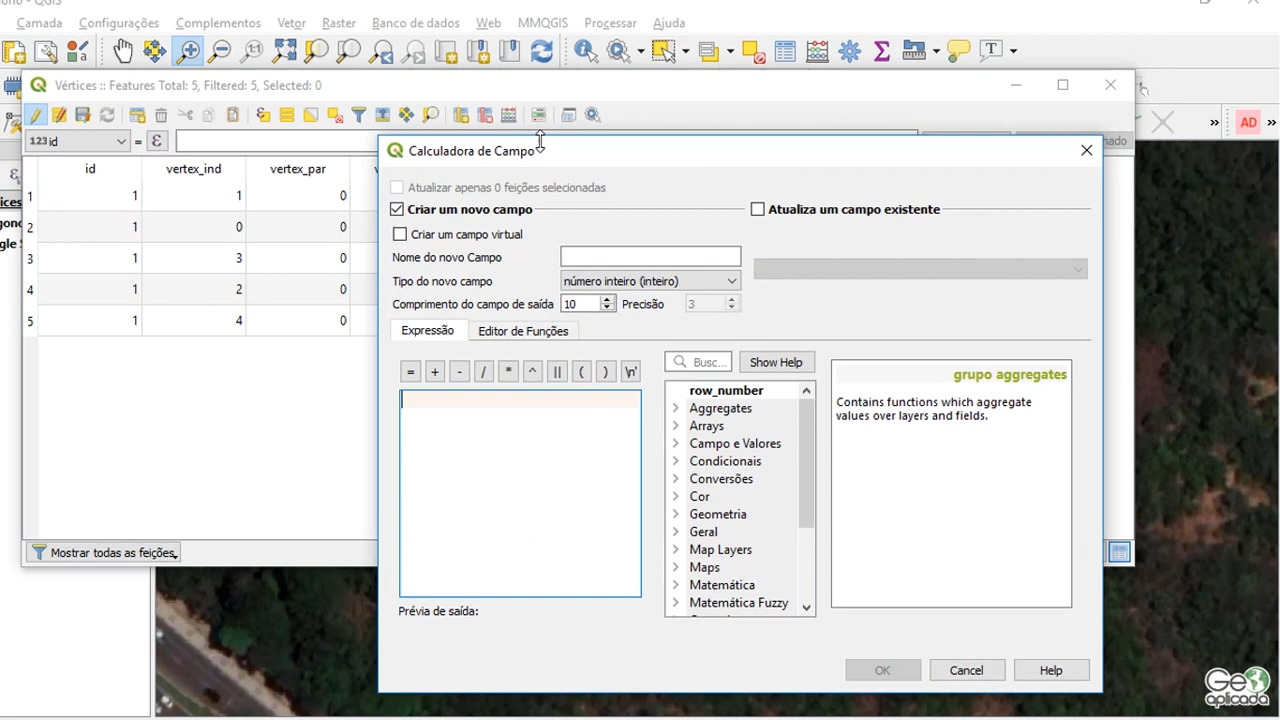 - QGIS
Camada Configurações Complementos Vetor Raster Banco de dados Web MMQGIS Processar Ajuda
Vértices :: Features Total: 5, Filtered: 5, Selected: 0
123 id = ε
AD
id vertex_ind vertex_par
1 1 1 0
2 1 0 0
3 1 3 0
4 1 2 0
5 1 4 0
Mostrar todas as feições
Calculadora de Campo
Atualizar apenas 0 feições selecionadas
Criar um novo campo
Atualiza um campo existente
Criar um campo virtual
Nome do novo Campo
Tipo do novo campo número inteiro (inteiro)
Comprimento do campo de saída 10 Precisão 3
Expressão Editor de Funções
= + - / * ^ || ( ) \n'
Busc... Show Help
row_number
Aggregates
Arrays
Campo e Valores
Condicionais
Conversões
Cor
Geometria
Geral
Map Layers
Maps
Matemática
Matemática Fuzzy
grupo aggregates
Contains functions which aggregate
values over layers and fields.
Prévia de saída:
OK Cancel Help
Geo
aplicada